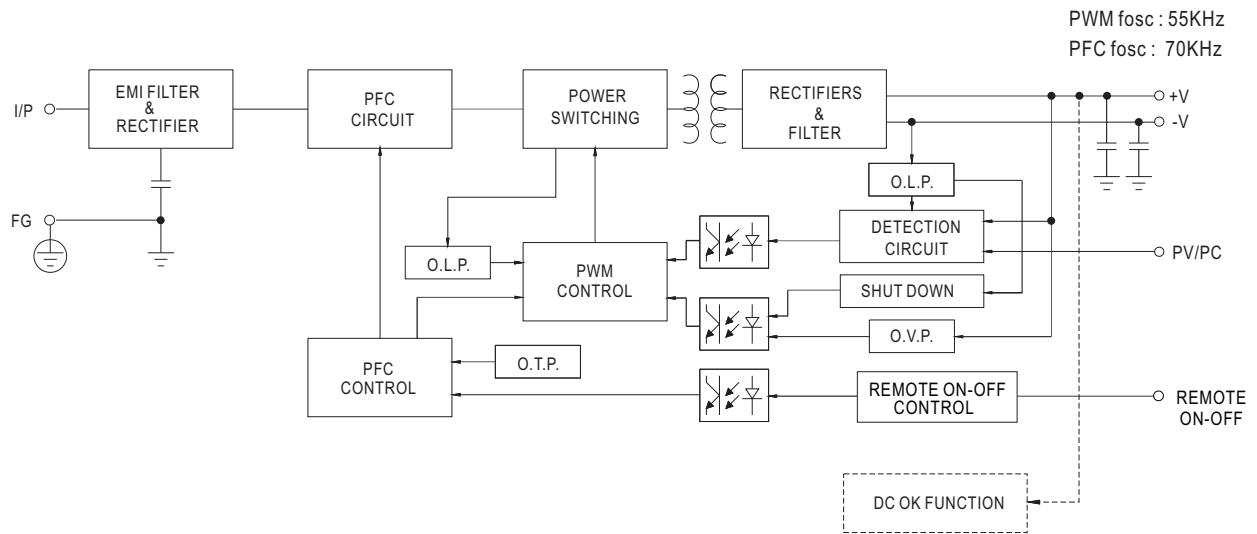 PWM fosc : 55KHz
PFC fosc : 70KHz
I/P
EMI FILTER
&
RECTIFIER
PFC
CIRCUIT
POWER
SWITCHING
RECTIFIERS
&
FILTER
+V
-V
FG
O.L.P.
O.L.P.
PWM
CONTROL
DETECTION
CIRCUIT
PV/PC
SHUT DOWN
O.V.P.
PFC
CONTROL
O.T.P.
REMOTE ON-OFF
CONTROL
REMOTE
ON-OFF
DC OK FUNCTION